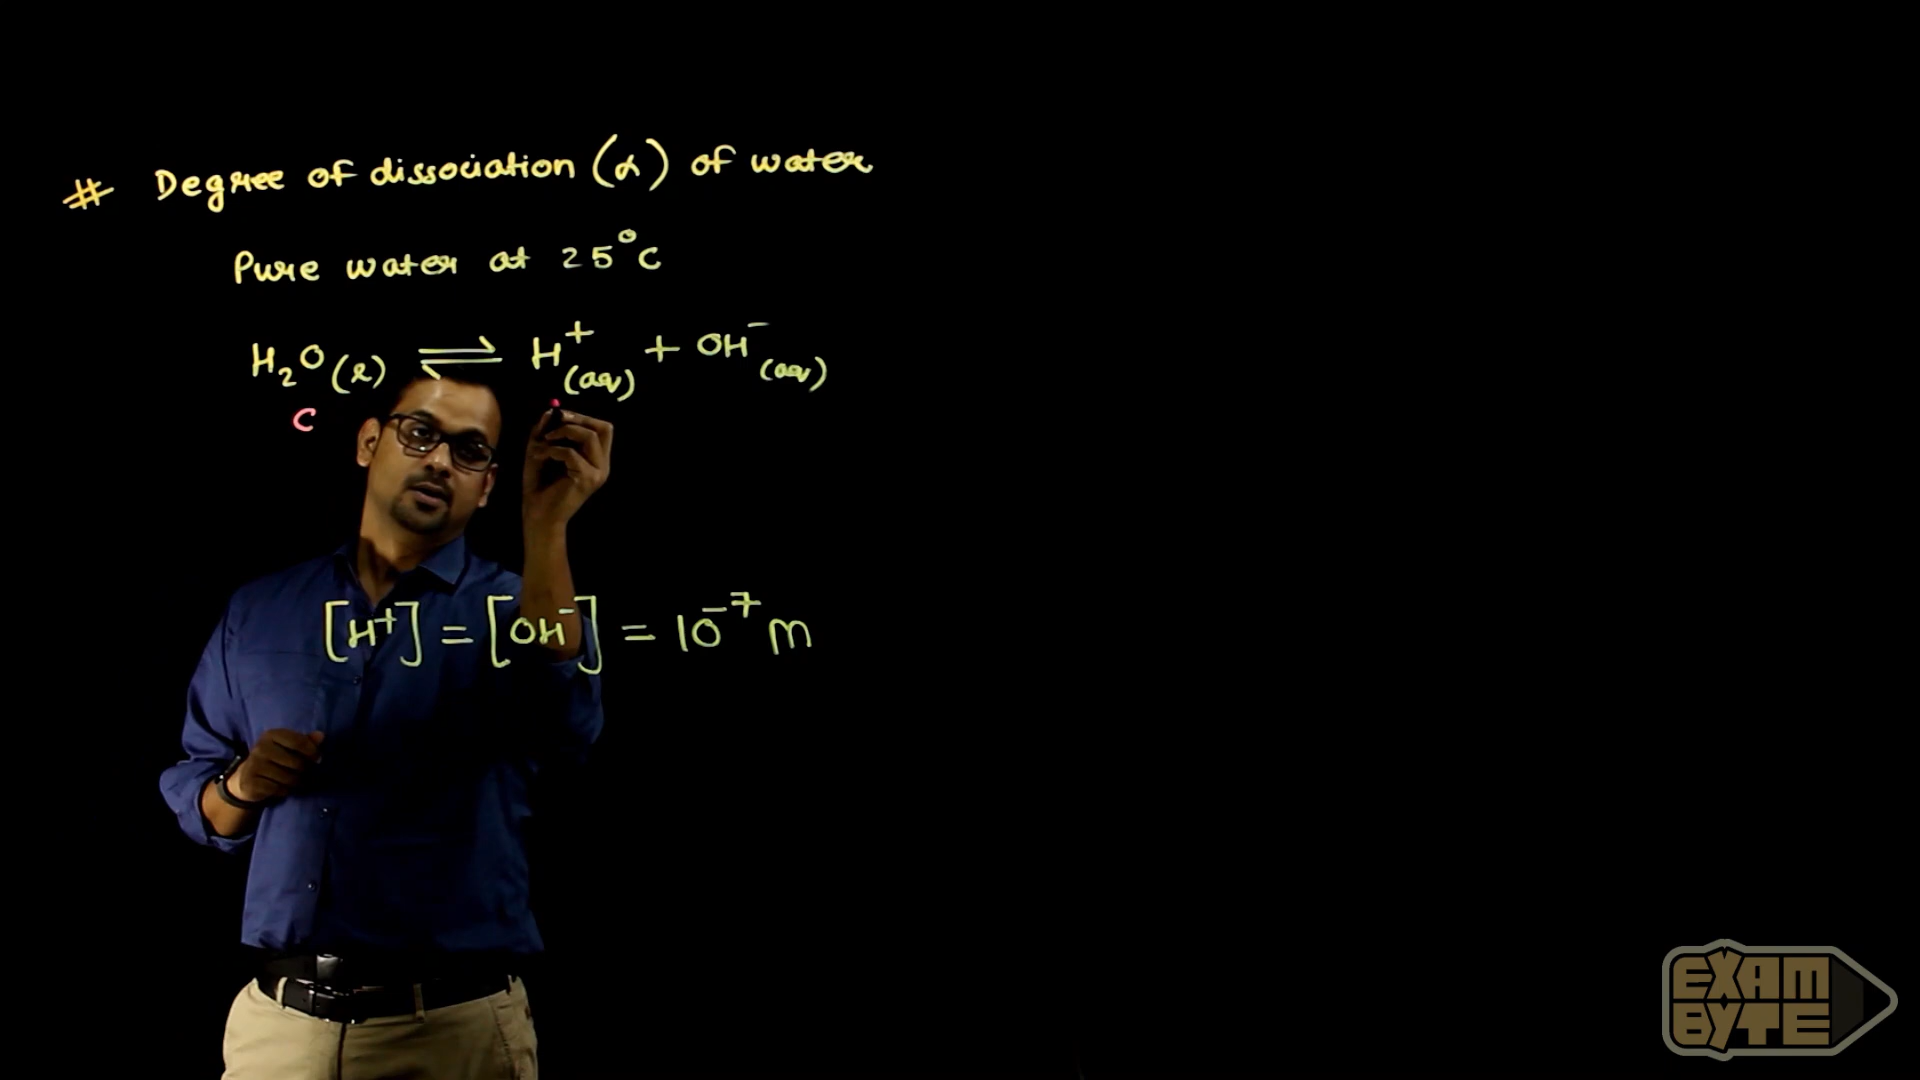 # Degree of dissociation (α) of water
Pure water at 25°C
H₂O(l) ⇌ H⁺(aq) + OH⁻(aq)
C
[H⁺] = [OH⁻] = 10⁻⁷ M
EXAM
BYTE